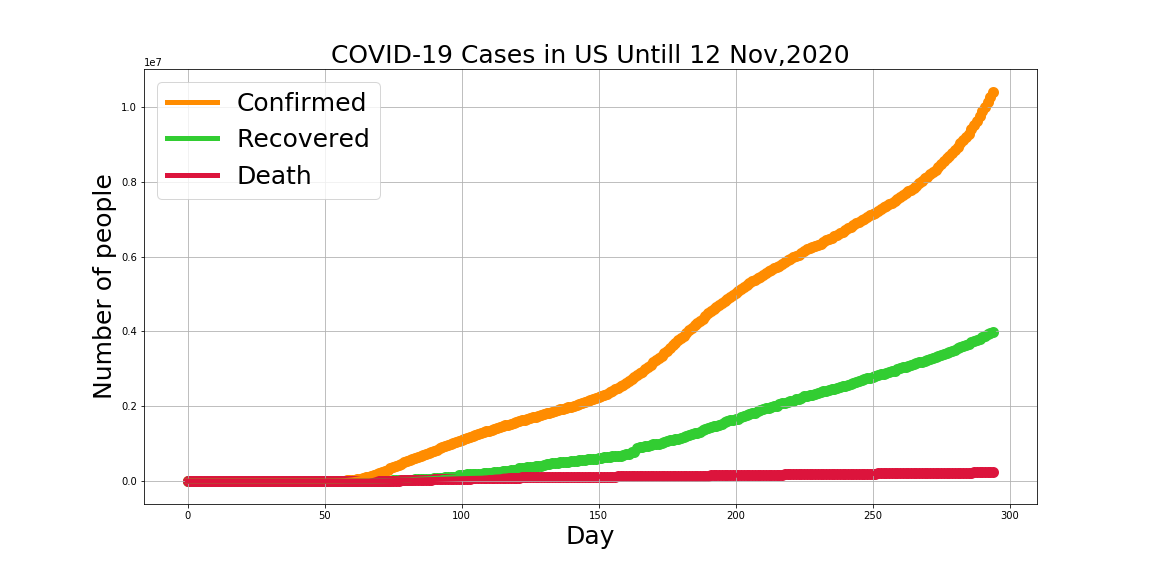 COVID-19 Cases in US Untill 12 Nov,2020
1e7
Confirmed
Recovered
Death
Number of people
1.0
0.8
0.6
0.4
0.2
0.0
0 50 100 150 200 250 300
Day